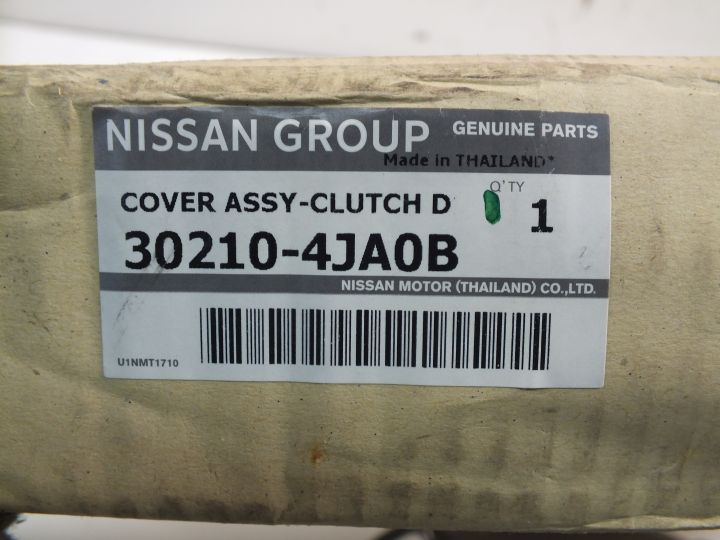 NISSAN GROUP GENUINE PARTS
Made in THAILAND*
Q'TY
COVER ASSY-CLUTCH D 1
30210-4JA0B
NISSAN MOTOR (THAILAND) CO.,LTD.
U1NMT1710